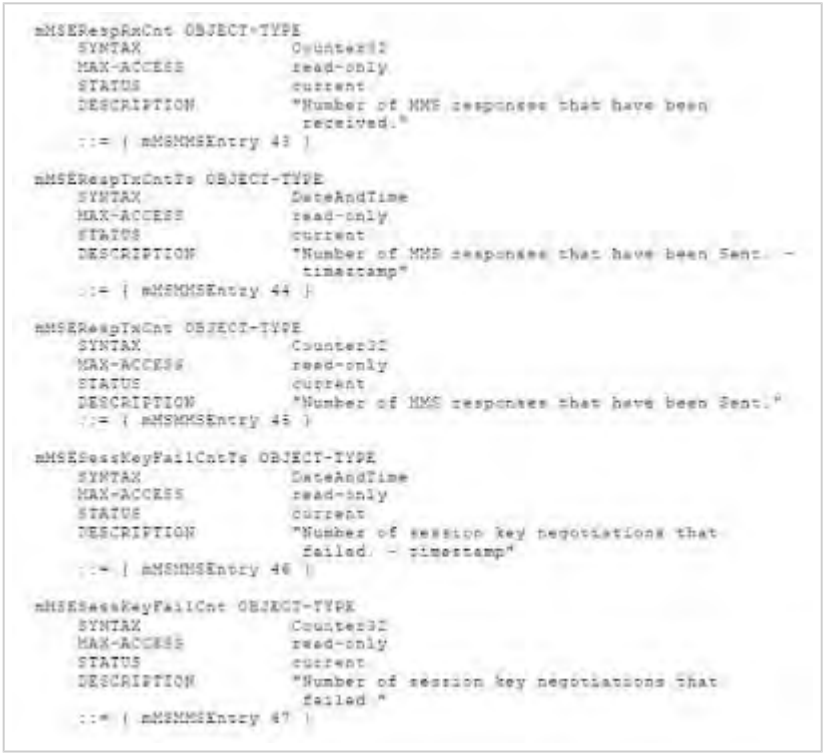 mMSERespRxCnt OBJECT-TYPE
SYNTAX Counter32
MAX-ACCESS read-only
STATUS current
DESCRIPTION "Number of MMS responses that have been
received."
::= { mMSMMSEntry 43 }
mMSERespTxCntTs OBJECT-TYPE
SYNTAX DateAndTime
MAX-ACCESS read-only
STATUS current
DESCRIPTION "Number of MMS responses that have been Sent. -
timestamp"
::= { mMSMMSEntry 44 }
mMSERespTxCnt OBJECT-TYPE
SYNTAX Counter32
MAX-ACCESS read-only
STATUS current
DESCRIPTION "Number of MMS responses that have been Sent."
::= { mMSMMSEntry 45 }
mMSESessKeyFailCntTs OBJECT-TYPE
SYNTAX DateAndTime
MAX-ACCESS read-only
STATUS current
DESCRIPTION "Number of session key negotiations that
failed. - timestamp"
::= { mMSMMSEntry 46 }
mMSESessKeyFailCnt OBJECT-TYPE
SYNTAX Counter32
MAX-ACCESS read-only
STATUS current
DESCRIPTION "Number of session key negotiations that
failed."
::= { mMSMMSEntry 47 }